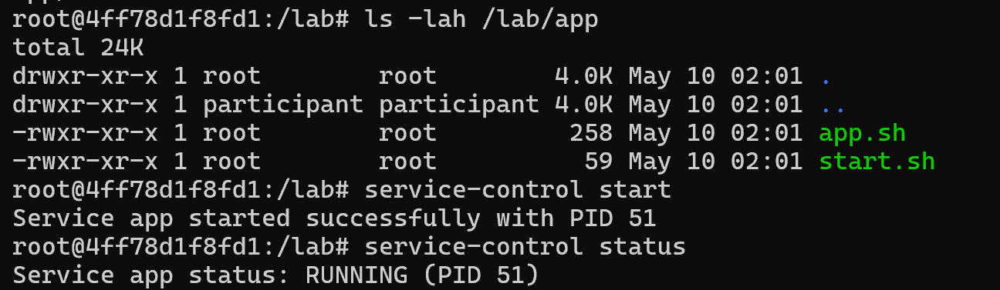 root@4ff78d1f8fd1:/lab# ls -lah /lab/app
total 24K
drwxr-xr-x 1 root        root        4.0K May 10 02:01 .
drwxr-xr-x 1 participant participant 4.0K May 10 02:01 ..
-rwxr-xr-x 1 root        root         258 May 10 02:01 app.sh
-rwxr-xr-x 1 root        root          59 May 10 02:01 start.sh
root@4ff78d1f8fd1:/lab# service-control start
Service app started successfully with PID 51
root@4ff78d1f8fd1:/lab# service-control status
Service app status: RUNNING (PID 51)